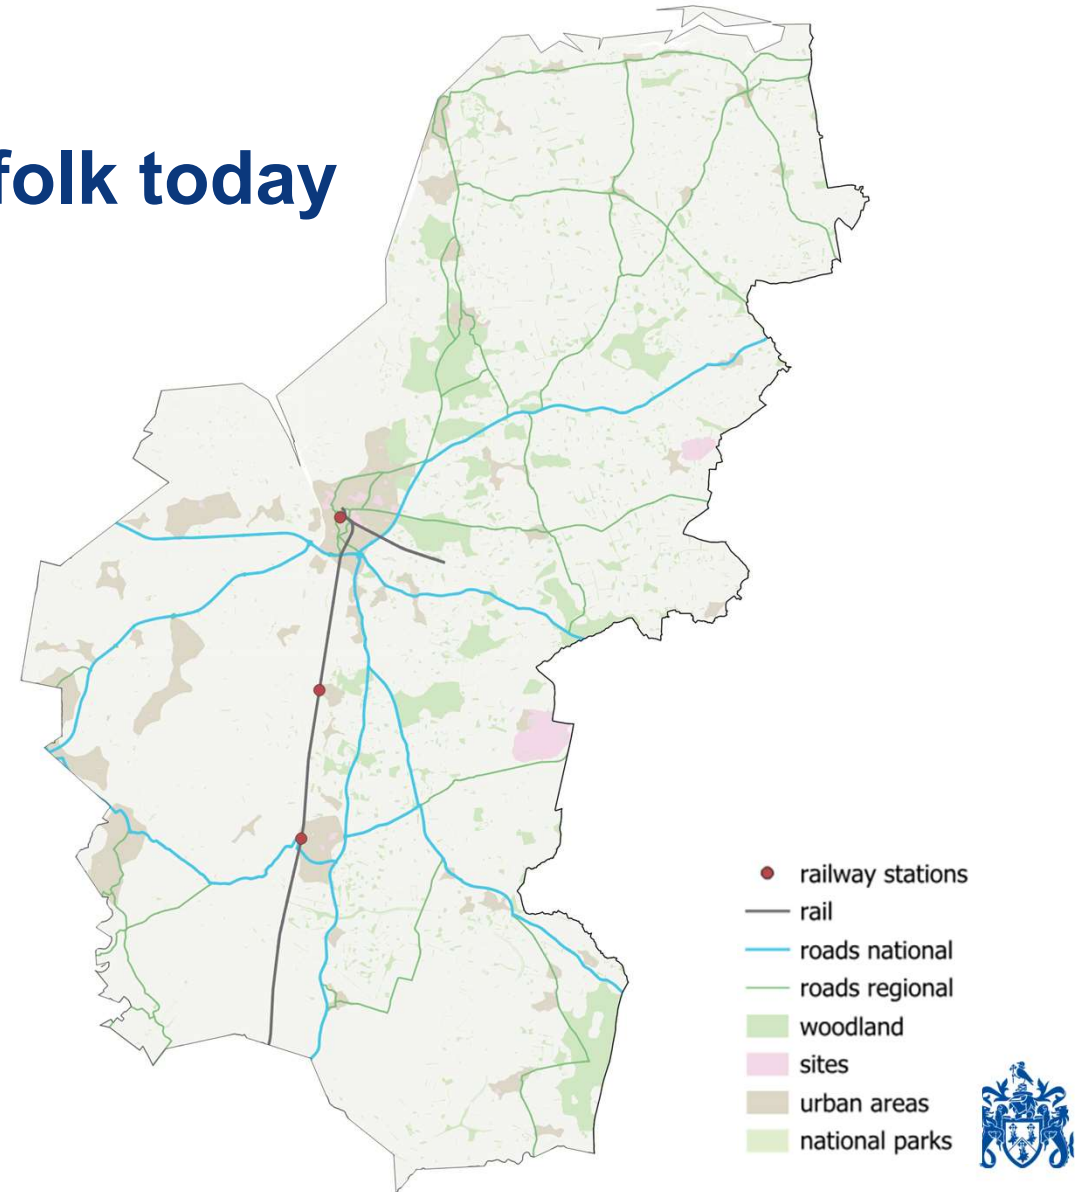 folk today
railway stations
rail
roads national
roads regional
woodland
sites
urban areas
national parks